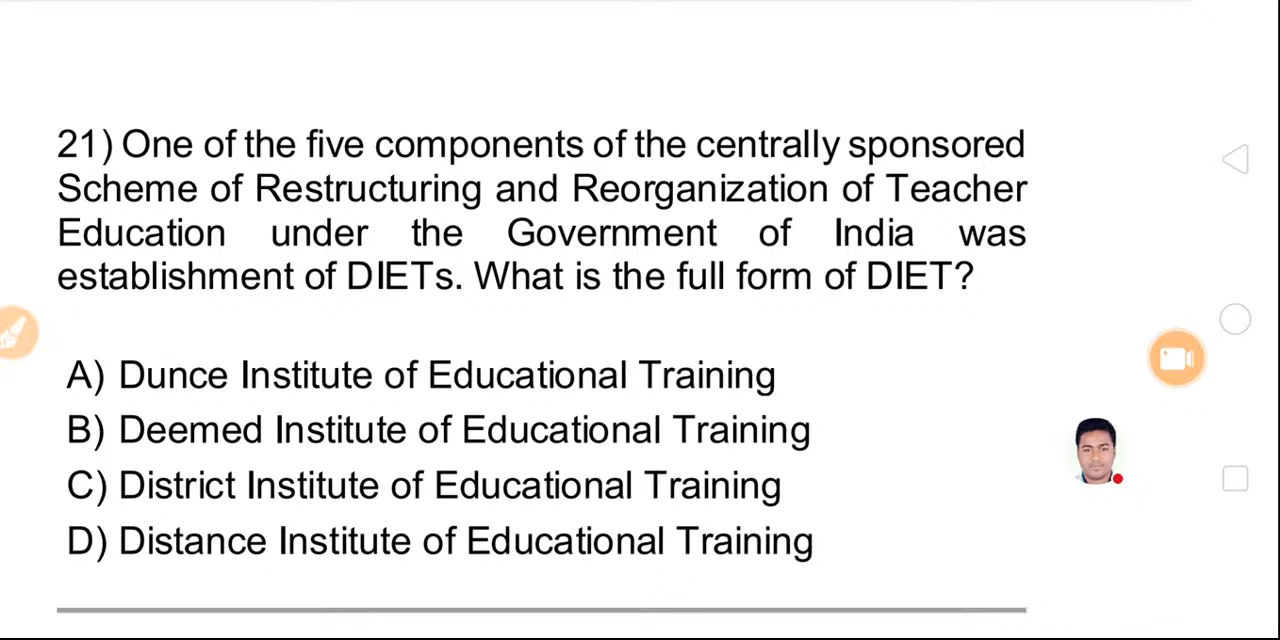 21) One of the five components of the centrally sponsored
Scheme of Restructuring and Reorganization of Teacher
Education under the Government of India was
establishment of DIETs. What is the full form of DIET?
A) Dunce Institute of Educational Training
B) Deemed Institute of Educational Training
C) District Institute of Educational Training
D) Distance Institute of Educational Training